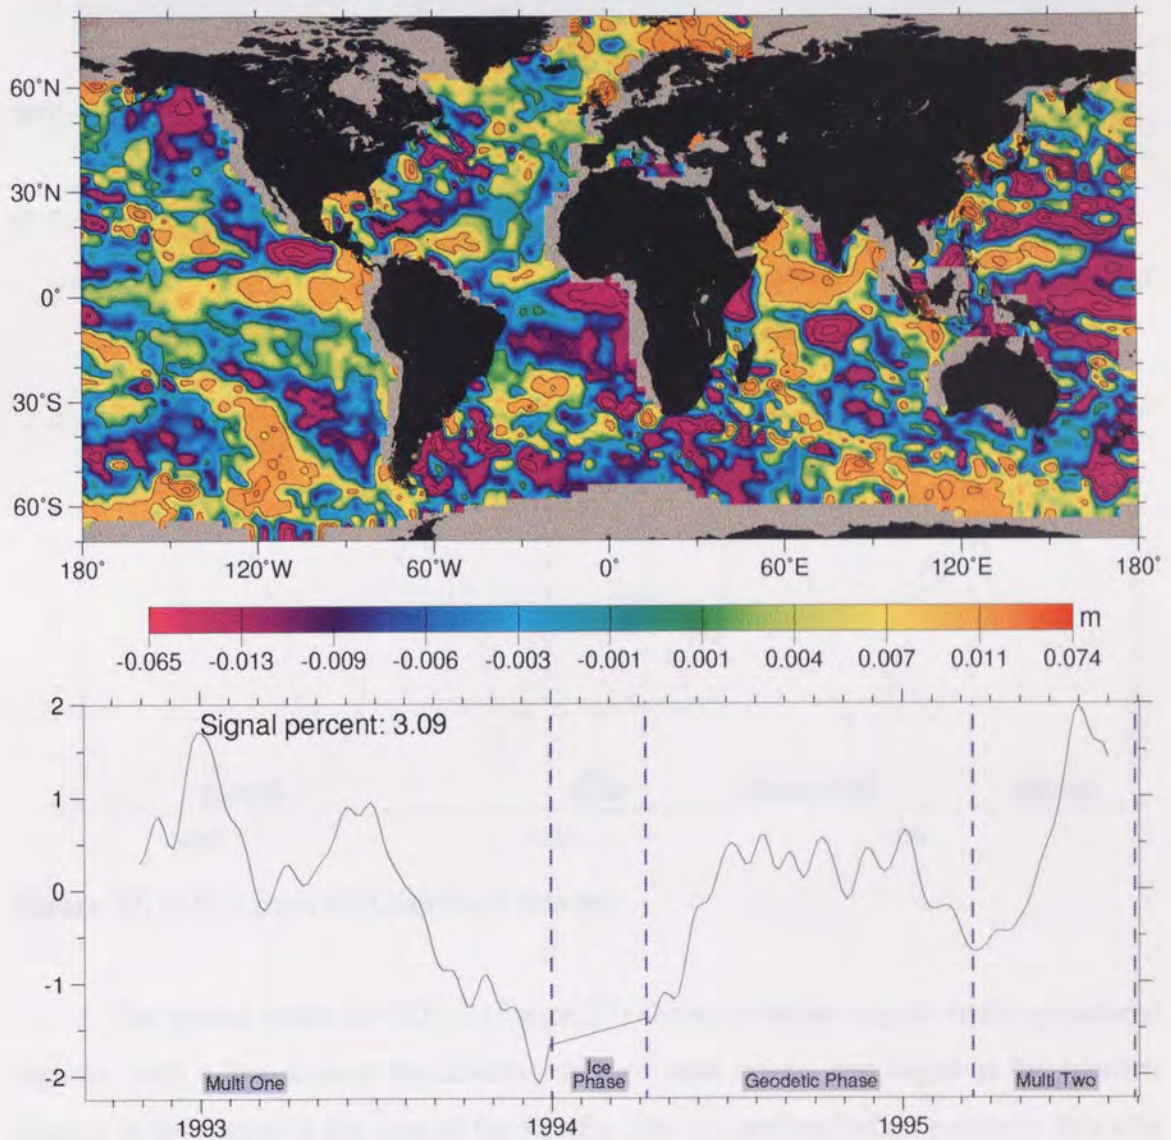 60°N
30°N
0°
30°S
60°S
180° 120°W 60°W 0° 60°E 120°E 180°
m
-0.065 -0.013 -0.009 -0.006 -0.003 -0.001 0.001 0.004 0.007 0.011 0.074
2
Signal percent: 3.09
1
0
-1
-2
Multi One
Ice
Phase
Geodetic Phase
Multi Two
1993 1994 1995